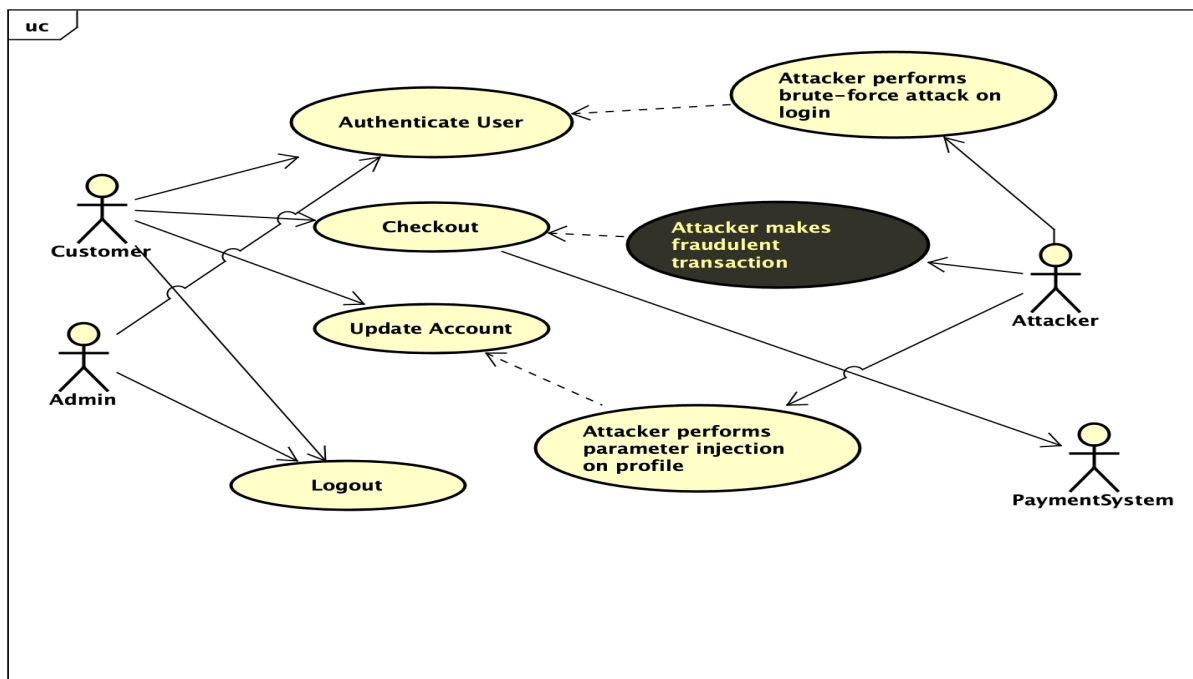 uc
Attacker performs
brute-force attack on
login
Authenticate User
Customer
Checkout
Attacker makes
fraudulent
transaction
Attacker
Update Account
Admin
Attacker performs
parameter injection
on profile
Logout
PaymentSystem